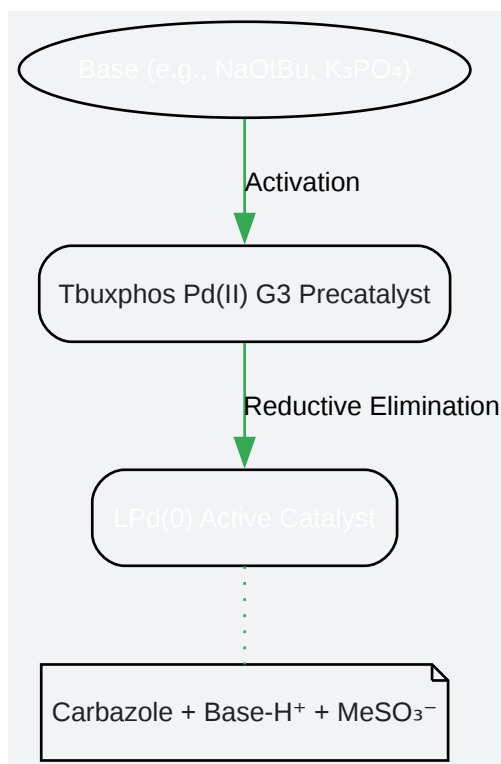 Base (e.g., NaOtBu, K₃PO₄)
Activation
Tbuxphos Pd(II) G3 Precatalyst
Reductive Elimination
LPd(0) Active Catalyst
Carbazole + Base-H⁺ + MeSO₃⁻